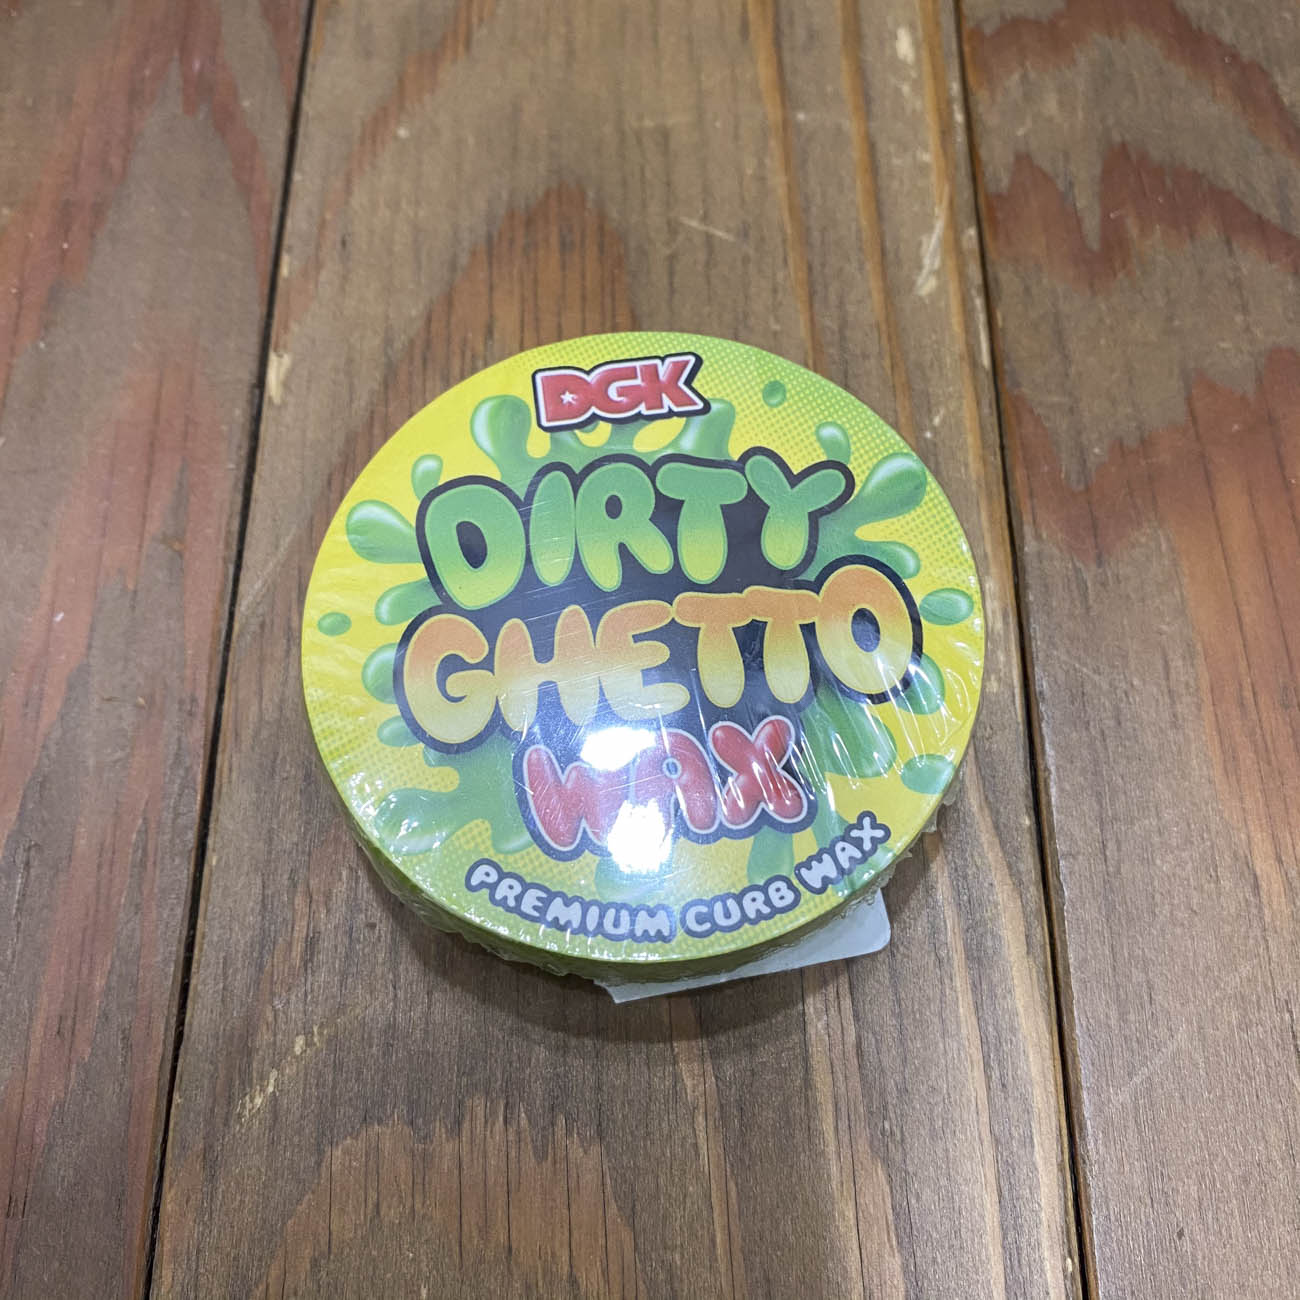 DGK
DIRTY
GHETTO
WAX
PREMIUM CURB WAX